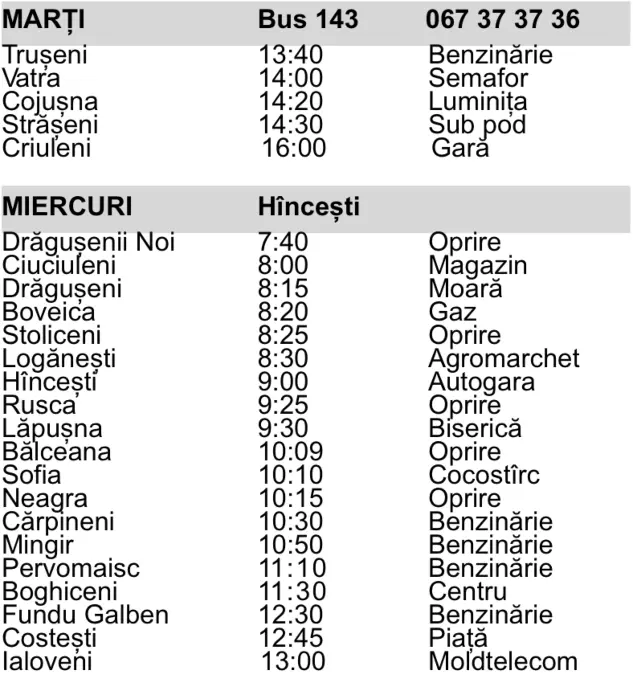 MARȚI Bus 143 067 37 37 36
Trușeni 13:40 Benzinărie
Vatra 14:00 Semafor
Cojușna 14:20 Luminița
Strășeni 14:30 Sub pod
Criuleni 16:00 Gară
MIERCURI Hîncești
Drăgușenii Noi 7:40 Oprire
Ciuciuleni 8:00 Magazin
Drăgușeni 8:15 Moară
Boveica 8:20 Gaz
Stoliceni 8:25 Oprire
Logănești 8:30 Agromarchet
Hîncești 9:00 Autogara
Rusca 9:25 Oprire
Lăpușna 9:30 Biserică
Bălceana 10:09 Oprire
Sofia 10:10 Cocostîrc
Neagra 10:15 Oprire
Cărpineni 10:30 Benzinărie
Mingir 10:50 Benzinărie
Pervomaisc 11:10 Benzinărie
Boghiceni 11:30 Centru
Fundu Galben 12:30 Benzinărie
Costești 12:45 Piață
Ialoveni 13:00 Moldtelecom